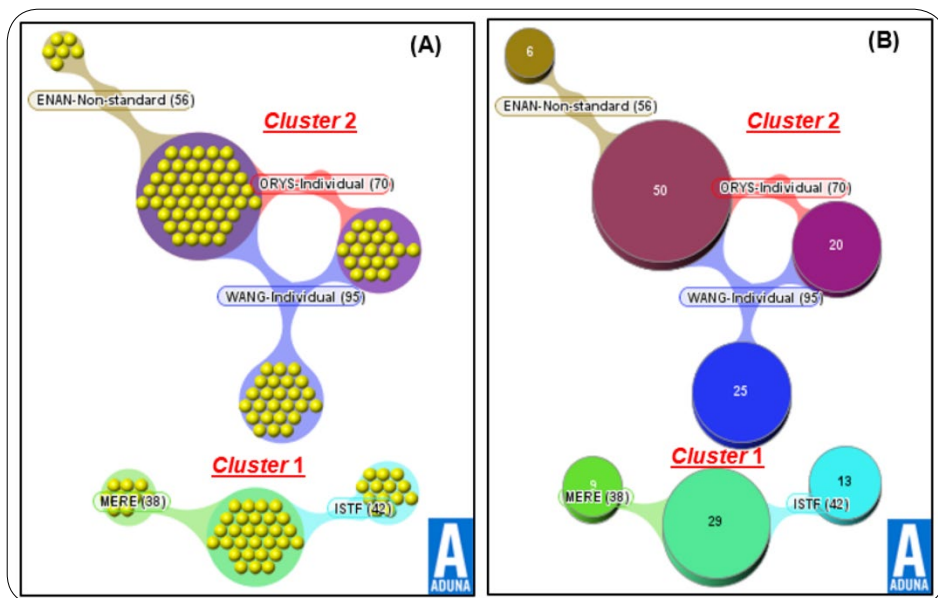 (A)
ENAN-Non-standard (56)
Cluster 2
ORYS-Individual (70)
WANG-Individual (95)
Cluster 1
MERE (38)
ISTF (42)
A
ADUNA
(B)
6
ENAN-Non-standard (56)
Cluster 2
50
ORYS-Individual (70)
20
WANG-Individual (95)
25
Cluster 1
9
MERE (38)
29
13
ISTF (42)
A
ADUNA